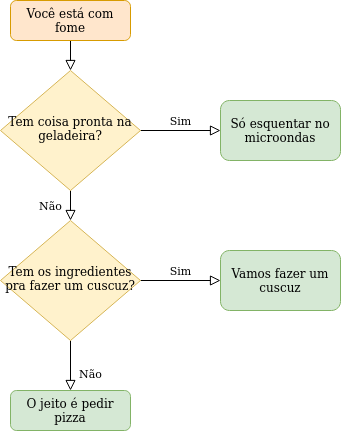 Você está com
fome
Tem coisa pronta na
geladeira?
Sim
Só esquentar no
microondas
Não
Tem os ingredientes
pra fazer um cuscuz?
Sim
Vamos fazer um
cuscuz
Não
O jeito é pedir
pizza